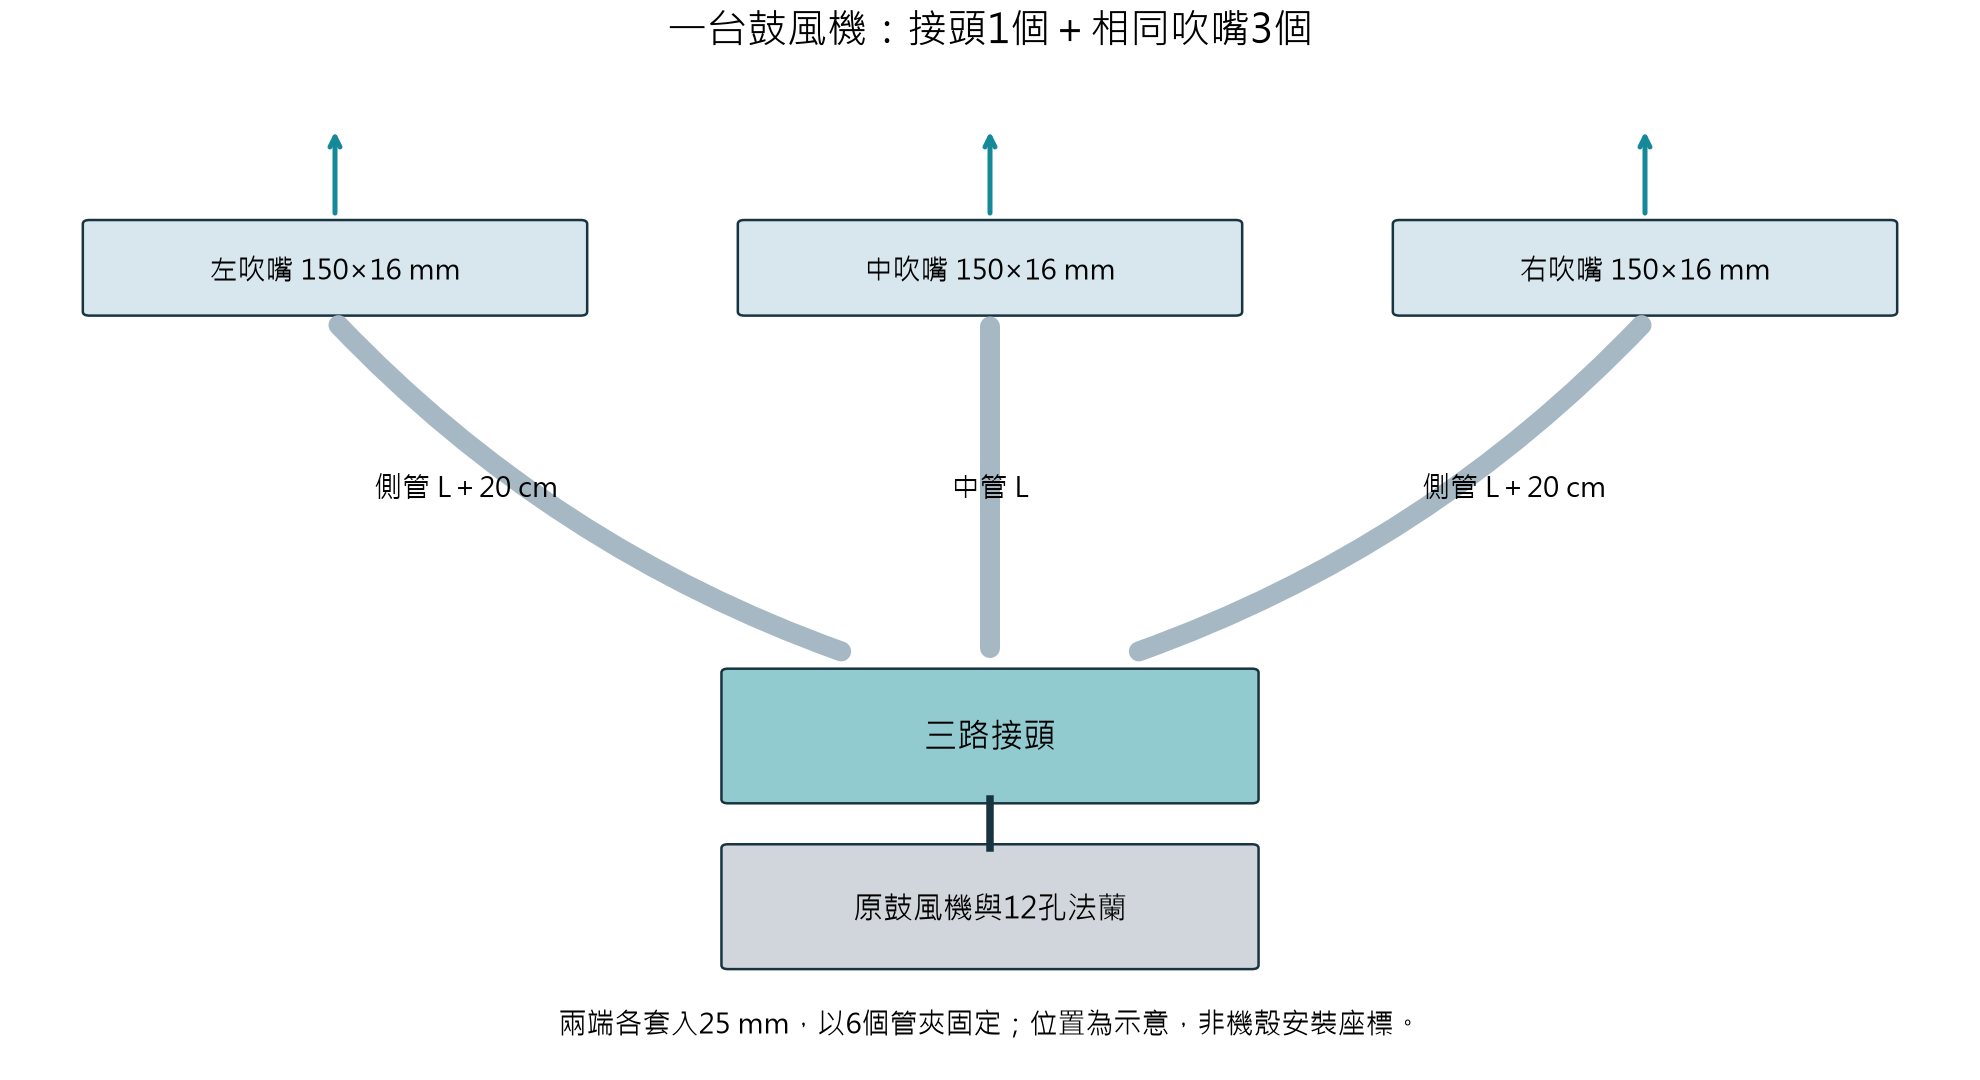 一台鼓風機：接頭1個 + 相同吹嘴3個
左吹嘴 150×16 mm
中吹嘴 150×16 mm
右吹嘴 150×16 mm
側管 L + 20 cm
中管 L
側管 L + 20 cm
三路接頭
原鼓風機與12孔法蘭
兩端各套入25 mm，以6個管夾固定；位置為示意，非機殼安裝座標。